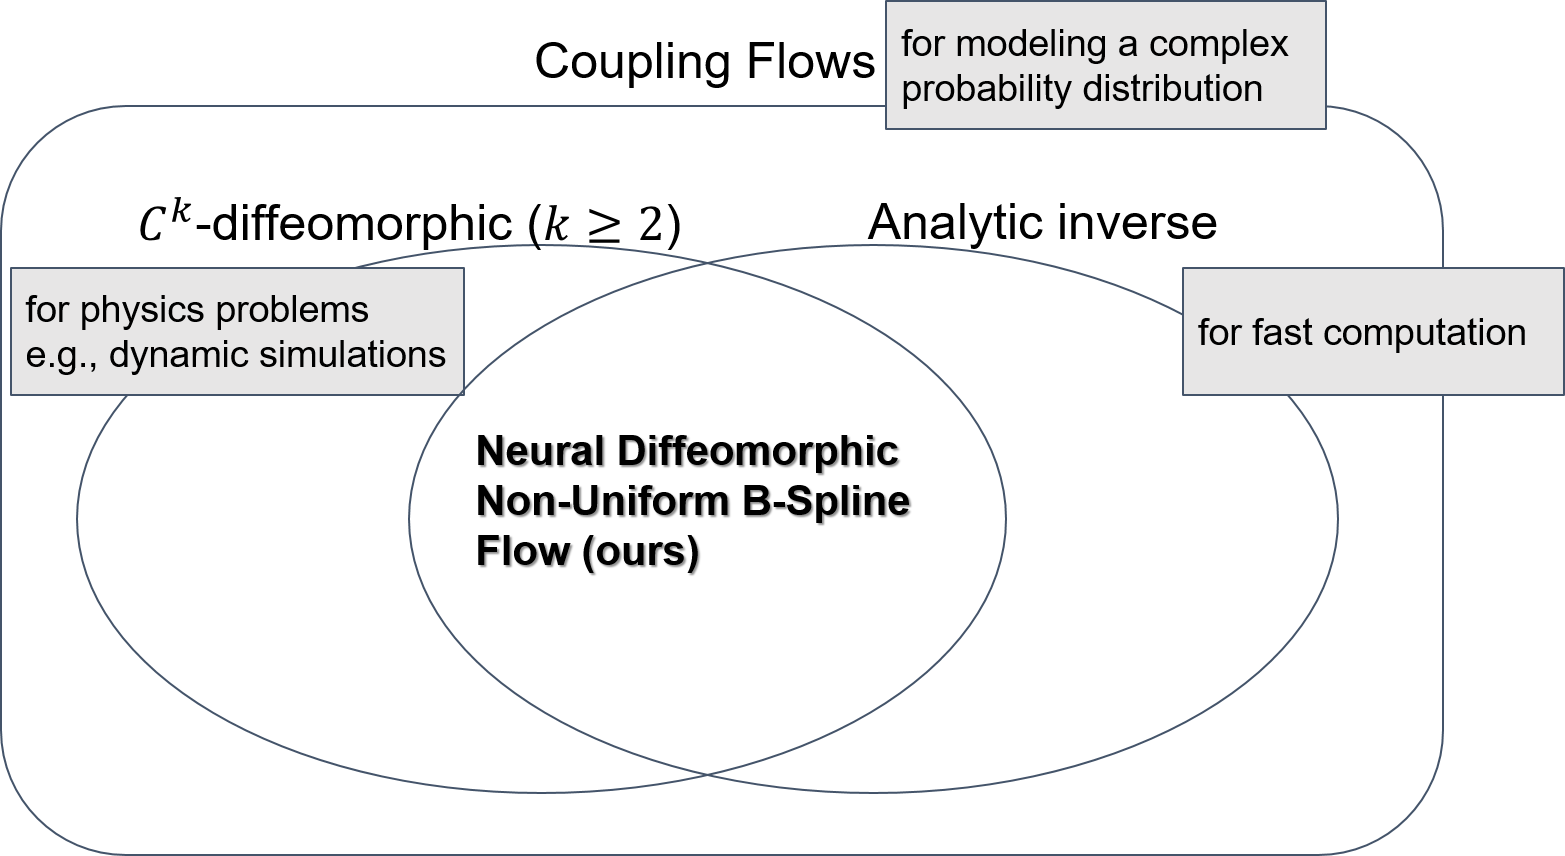 Coupling Flows
for modeling a complex
probability distribution
C^k-diffeomorphic (k ≥ 2)
Analytic inverse
for physics problems
e.g., dynamic simulations
for fast computation
Neural Diffeomorphic
Non-Uniform B-Spline
Flow (ours)